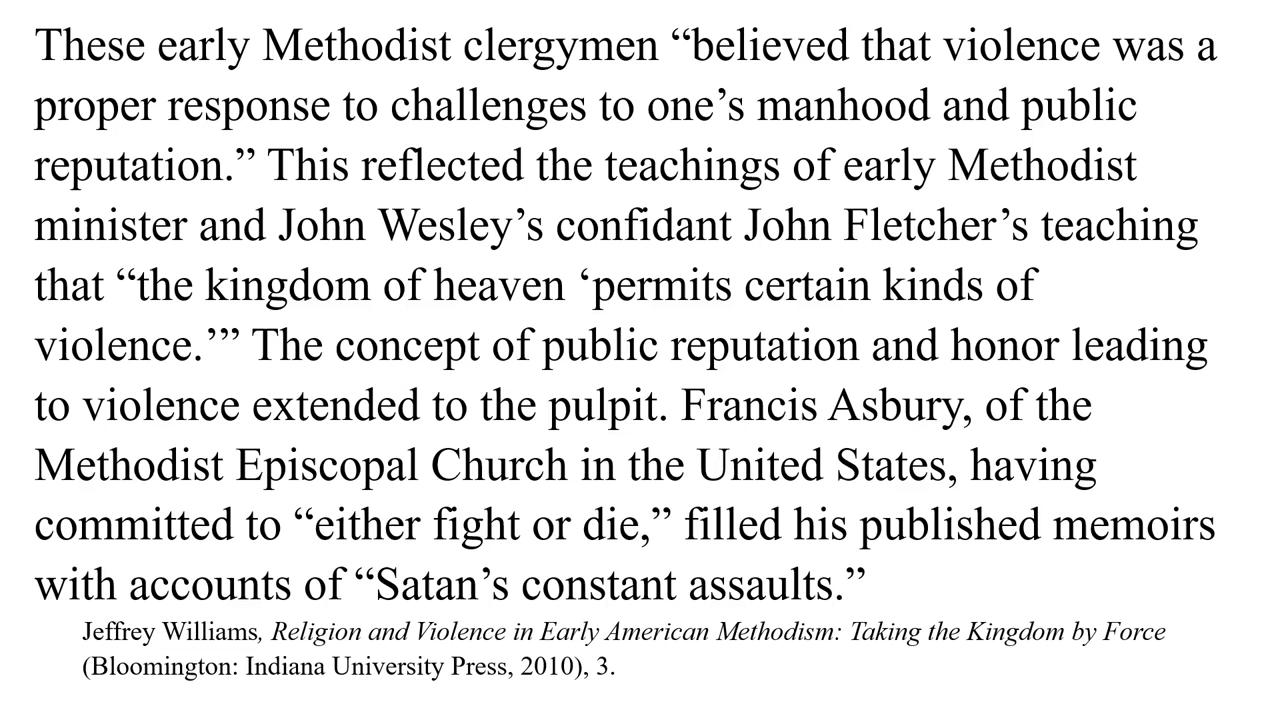 These early Methodist clergymen “believed that violence was a
proper response to challenges to one’s manhood and public
reputation.” This reflected the teachings of early Methodist
minister and John Wesley’s confidant John Fletcher’s teaching
that “the kingdom of heaven ‘permits certain kinds of
violence.’” The concept of public reputation and honor leading
to violence extended to the pulpit. Francis Asbury, of the
Methodist Episcopal Church in the United States, having
committed to “either fight or die,” filled his published memoirs
with accounts of “Satan’s constant assaults.”
Jeffrey Williams, Religion and Violence in Early American Methodism: Taking the Kingdom by Force
(Bloomington: Indiana University Press, 2010), 3.